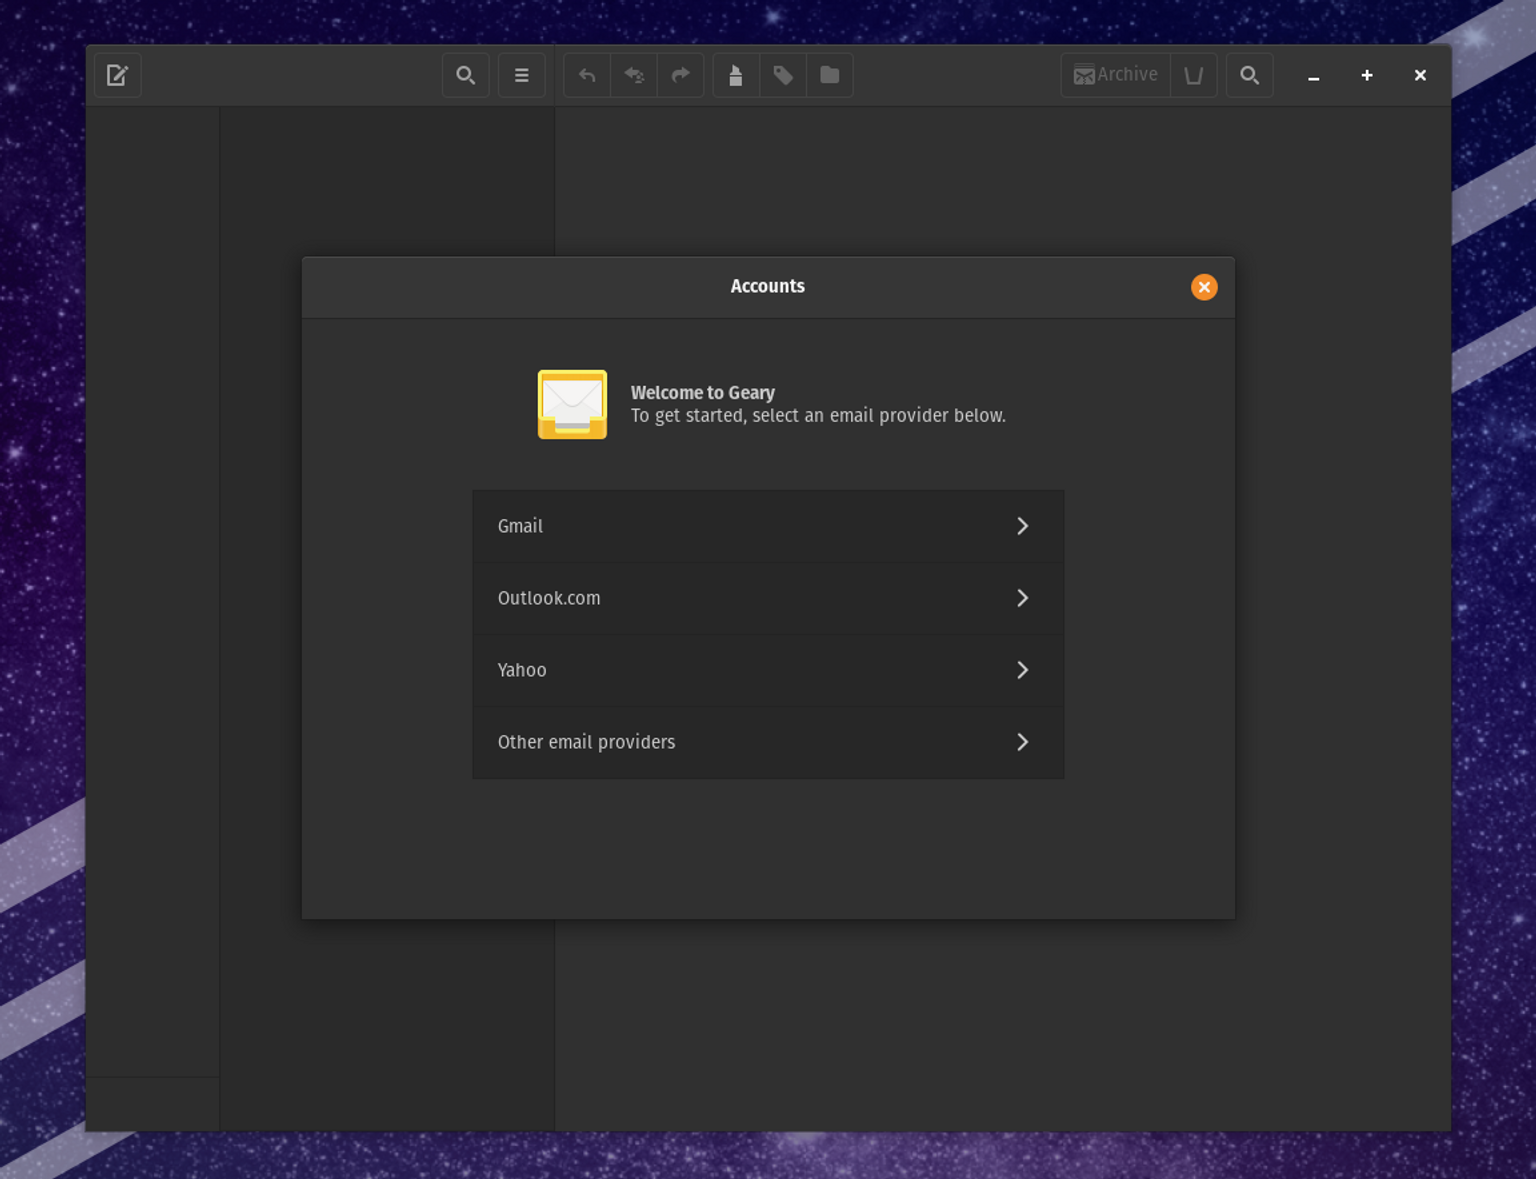 Archive
Accounts
Welcome to Geary
To get started, select an email provider below.
Gmail
Outlook.com
Yahoo
Other email providers